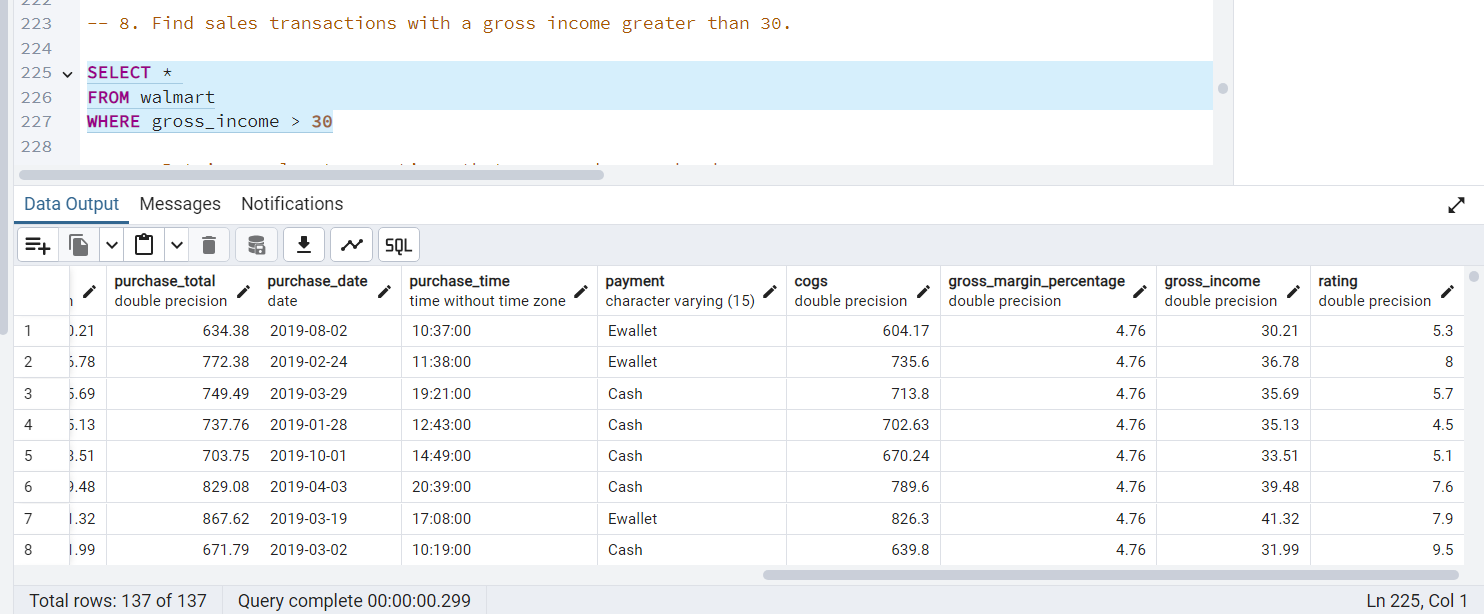 222
223 -- 8. Find sales transactions with a gross income greater than 30.
224
225 SELECT *
226 FROM walmart
227 WHERE gross_income > 30
228
Data Output Messages Notifications
SQL
purchase_total purchase_date purchase_time payment cogs gross_margin_percentage gross_income rating
double precision date time without time zone character varying (15) double precision double precision double precision double precision
1 .21 634.38 2019-08-02 10:37:00 Ewallet 604.17 4.76 30.21 5.3
2 .78 772.38 2019-02-24 11:38:00 Ewallet 735.6 4.76 36.78 8
3 .69 749.49 2019-03-29 19:21:00 Cash 713.8 4.76 35.69 5.7
4 .13 737.76 2019-01-28 12:43:00 Cash 702.63 4.76 35.13 4.5
5 .51 703.75 2019-10-01 14:49:00 Cash 670.24 4.76 33.51 5.1
6 .48 829.08 2019-04-03 20:39:00 Cash 789.6 4.76 39.48 7.6
7 .32 867.62 2019-03-19 17:08:00 Ewallet 826.3 4.76 41.32 7.9
8 .99 671.79 2019-03-02 10:19:00 Cash 639.8 4.76 31.99 9.5
Total rows: 137 of 137 Query complete 00:00:00.299 Ln 225, Col 1